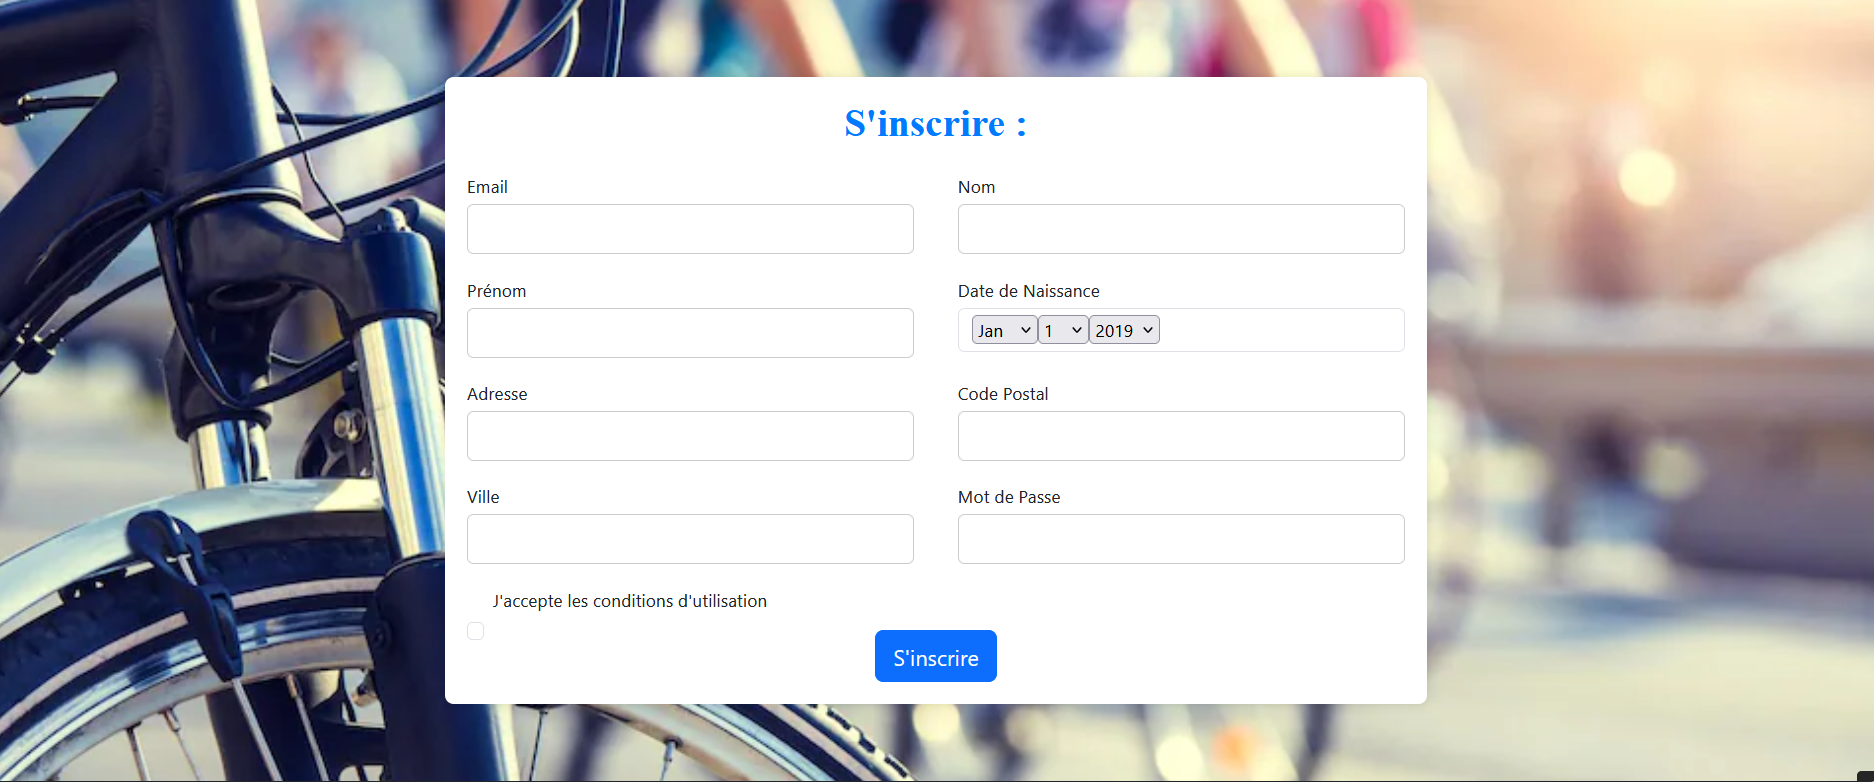 S'inscrire :
Email
Nom
Prénom
Date de Naissance
Jan 1 2019
Adresse
Code Postal
Ville
Mot de Passe
J'accepte les conditions d'utilisation
S'inscrire